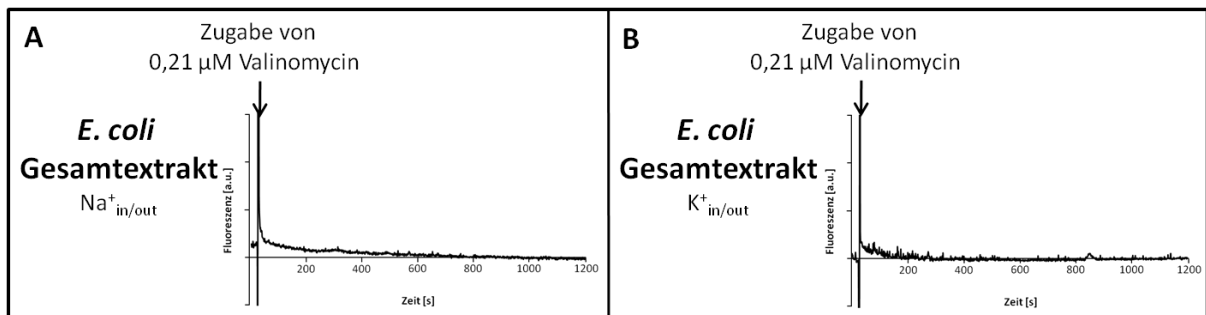 A
Zugabe von
0,21 µM Valinomycin
E. coli
Gesamtextrakt
Na⁺in/out
Fluoreszenz [a.u.]
200
400
600
800
1000
1200
Zeit [s]
B
Zugabe von
0,21 µM Valinomycin
E. coli
Gesamtextrakt
K⁺in/out
Fluoreszenz [a.u.]
200
400
600
800
1000
1200
Zeit [s]